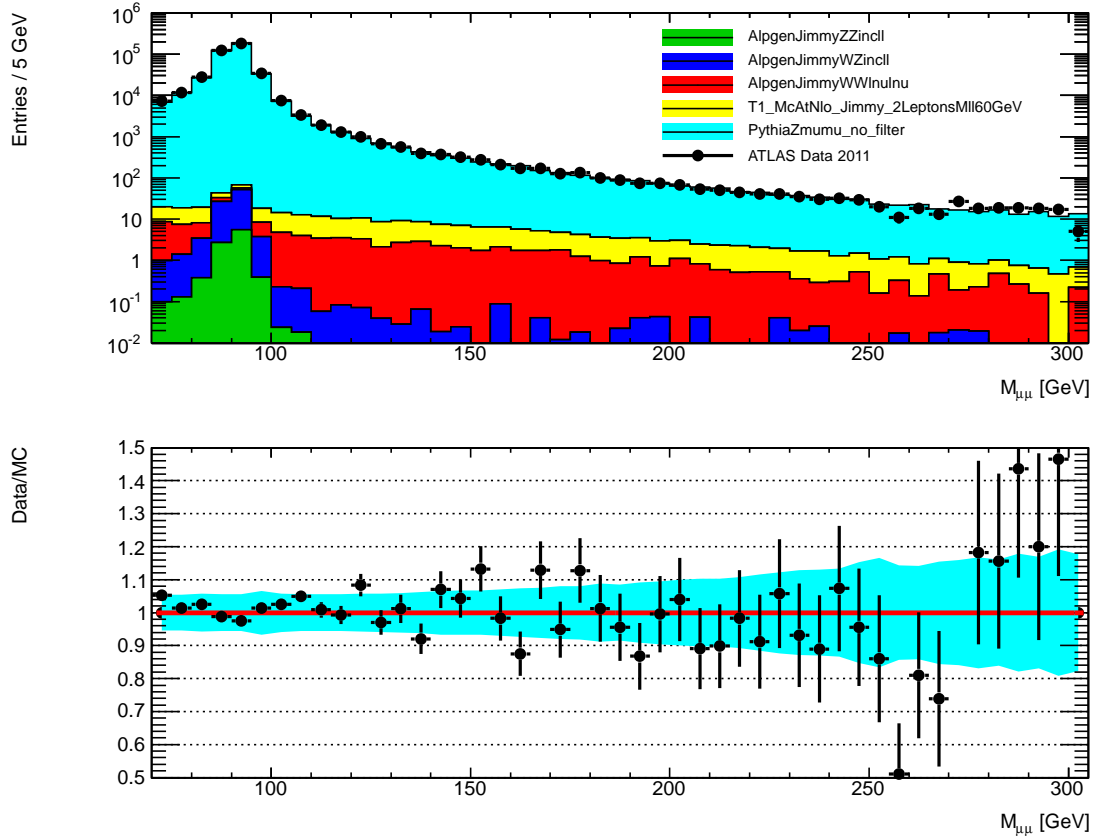 Entries / 5 GeV
10^6
10^5
10^4
10^3
10^2
10
1
10^-1
10^-2
AlpgenJimmyZZincll
AlpgenJimmyWZincll
AlpgenJimmyWWlnulnu
T1_McAtNlo_Jimmy_2LeptonsMll60GeV
PythiaZmumu_no_filter
ATLAS Data 2011
100 150 200 250 300
M_μμ [GeV]
Data/MC
1.5
1.4
1.3
1.2
1.1
1
0.9
0.8
0.7
0.6
0.5
100 150 200 250 300
M_μμ [GeV]